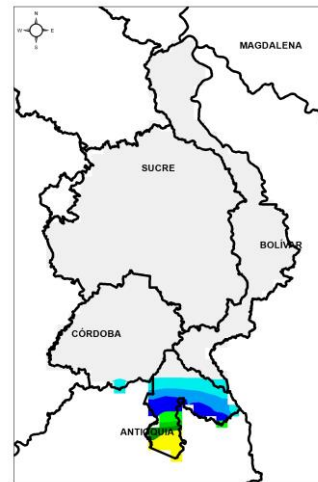 N
W E
S
MAGDALENA
SUCRE
BOLÍVAR
CÓRDOBA
ANTIOQUIA